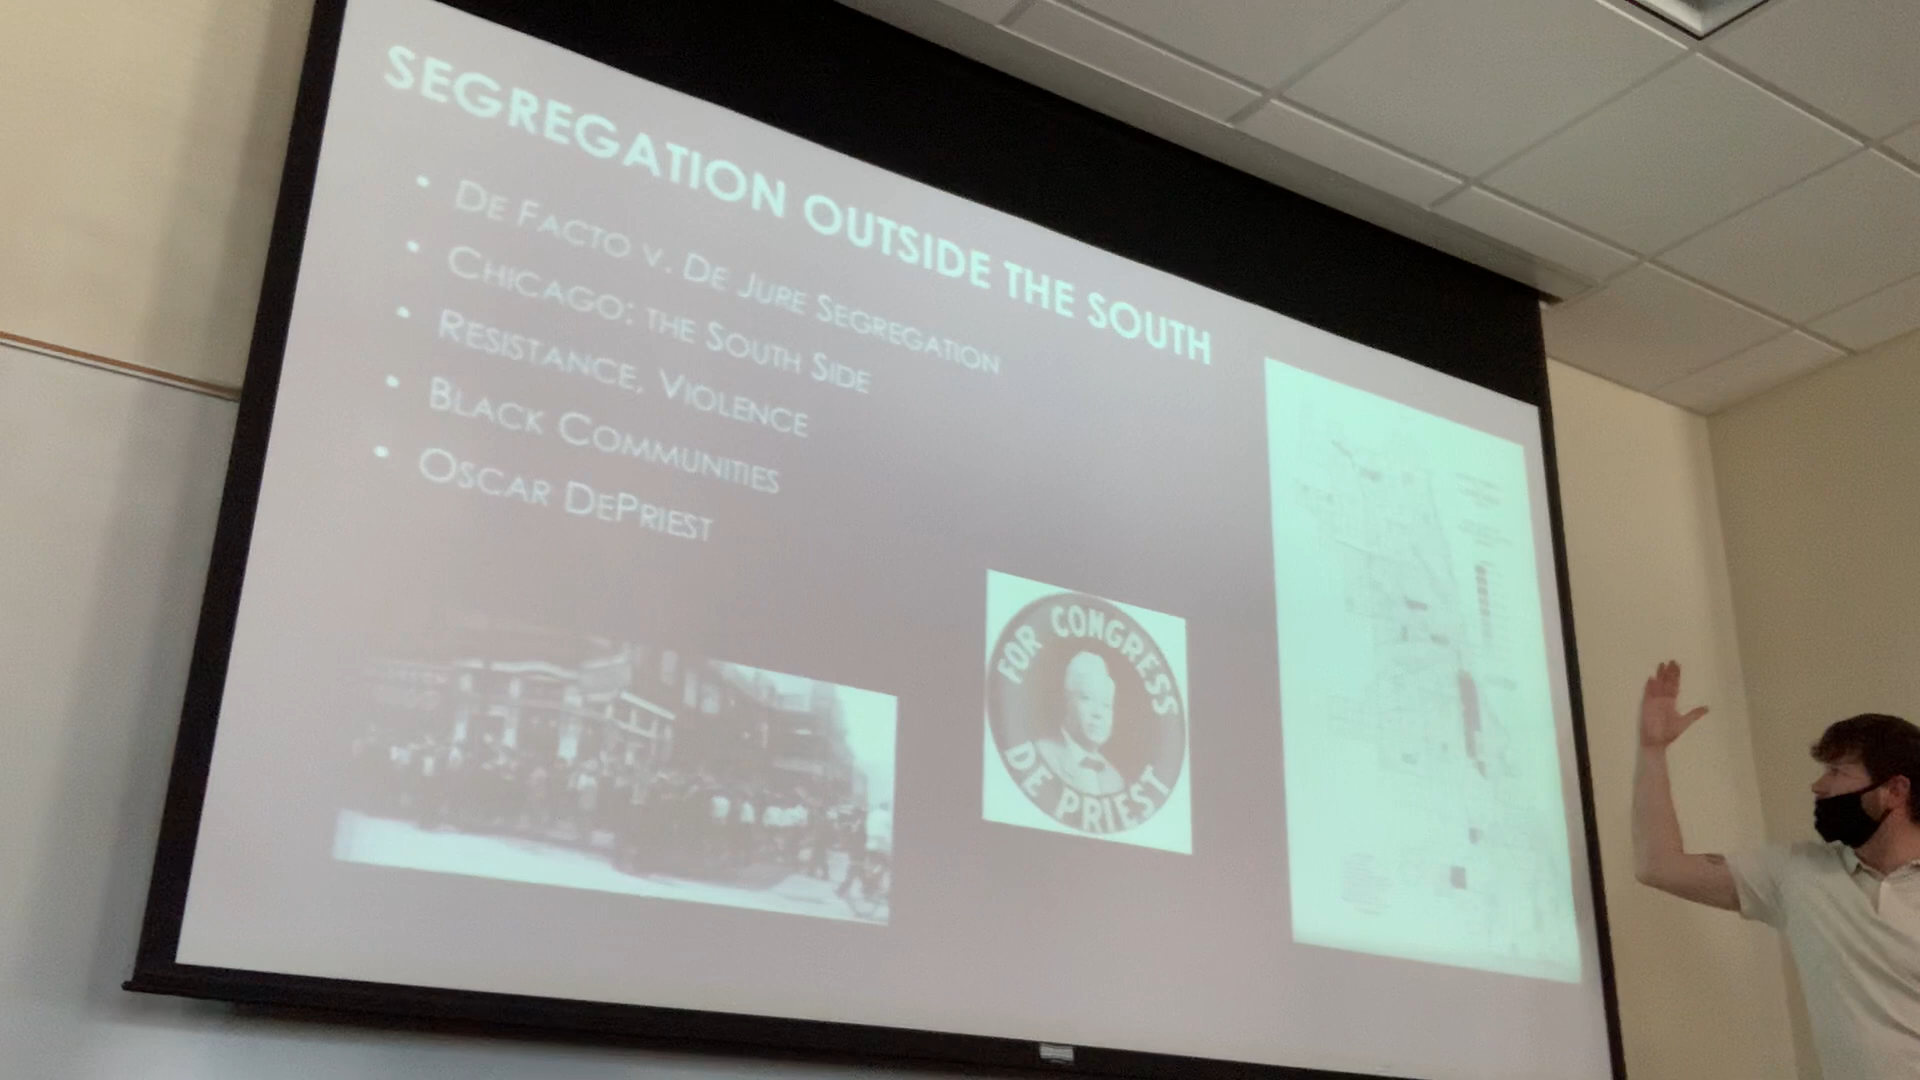 SEGREGATION OUTSIDE THE SOUTH
• DE FACTO V. DE JURE SEGREGATION
• CHICAGO: THE SOUTH SIDE
• RESISTANCE, VIOLENCE
• BLACK COMMUNITIES
• OSCAR DEPRIEST
FOR CONGRESS
DE PRIEST